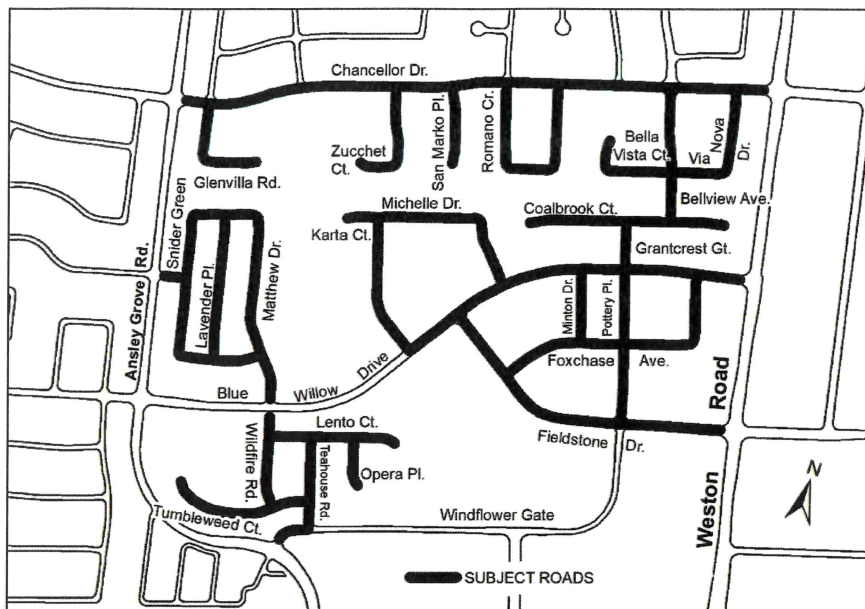 Chancellor Dr.
Zucchet
Ct.
San Marko Pl.
Romano Cr.
Bella
Vista Ct.
Via
Nova
Dr.
Glenvilla Rd.
Snider Green
Lavender Pl.
Matthew Dr.
Karta Ct.
Michelle Dr.
Coalbrook Ct.
Bellview Ave.
Grantcrest Gt.
Minton Dr.
Pottery Pl.
Foxchase Ave.
Ansley Grove Rd.
Blue Willow Drive
Lento Ct.
Wildfire Rd.
Teahouse Rd.
Opera Pl.
Tumbleweed Ct.
Fieldstone Dr.
Windflower Gate
Weston Road
N
SUBJECT ROADS